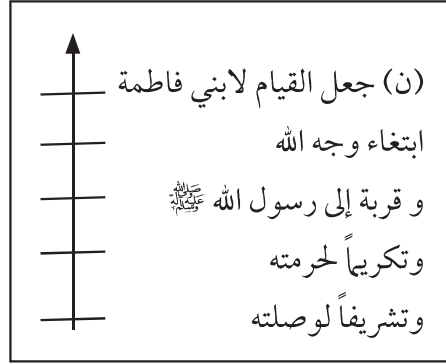 (ن) جعل القيام لابني فاطمة
ابتغاء وجه الله
و قربة إلى رسول الله ﷺ
وتكريماً لحرمته
وتشريفاً لوصلته